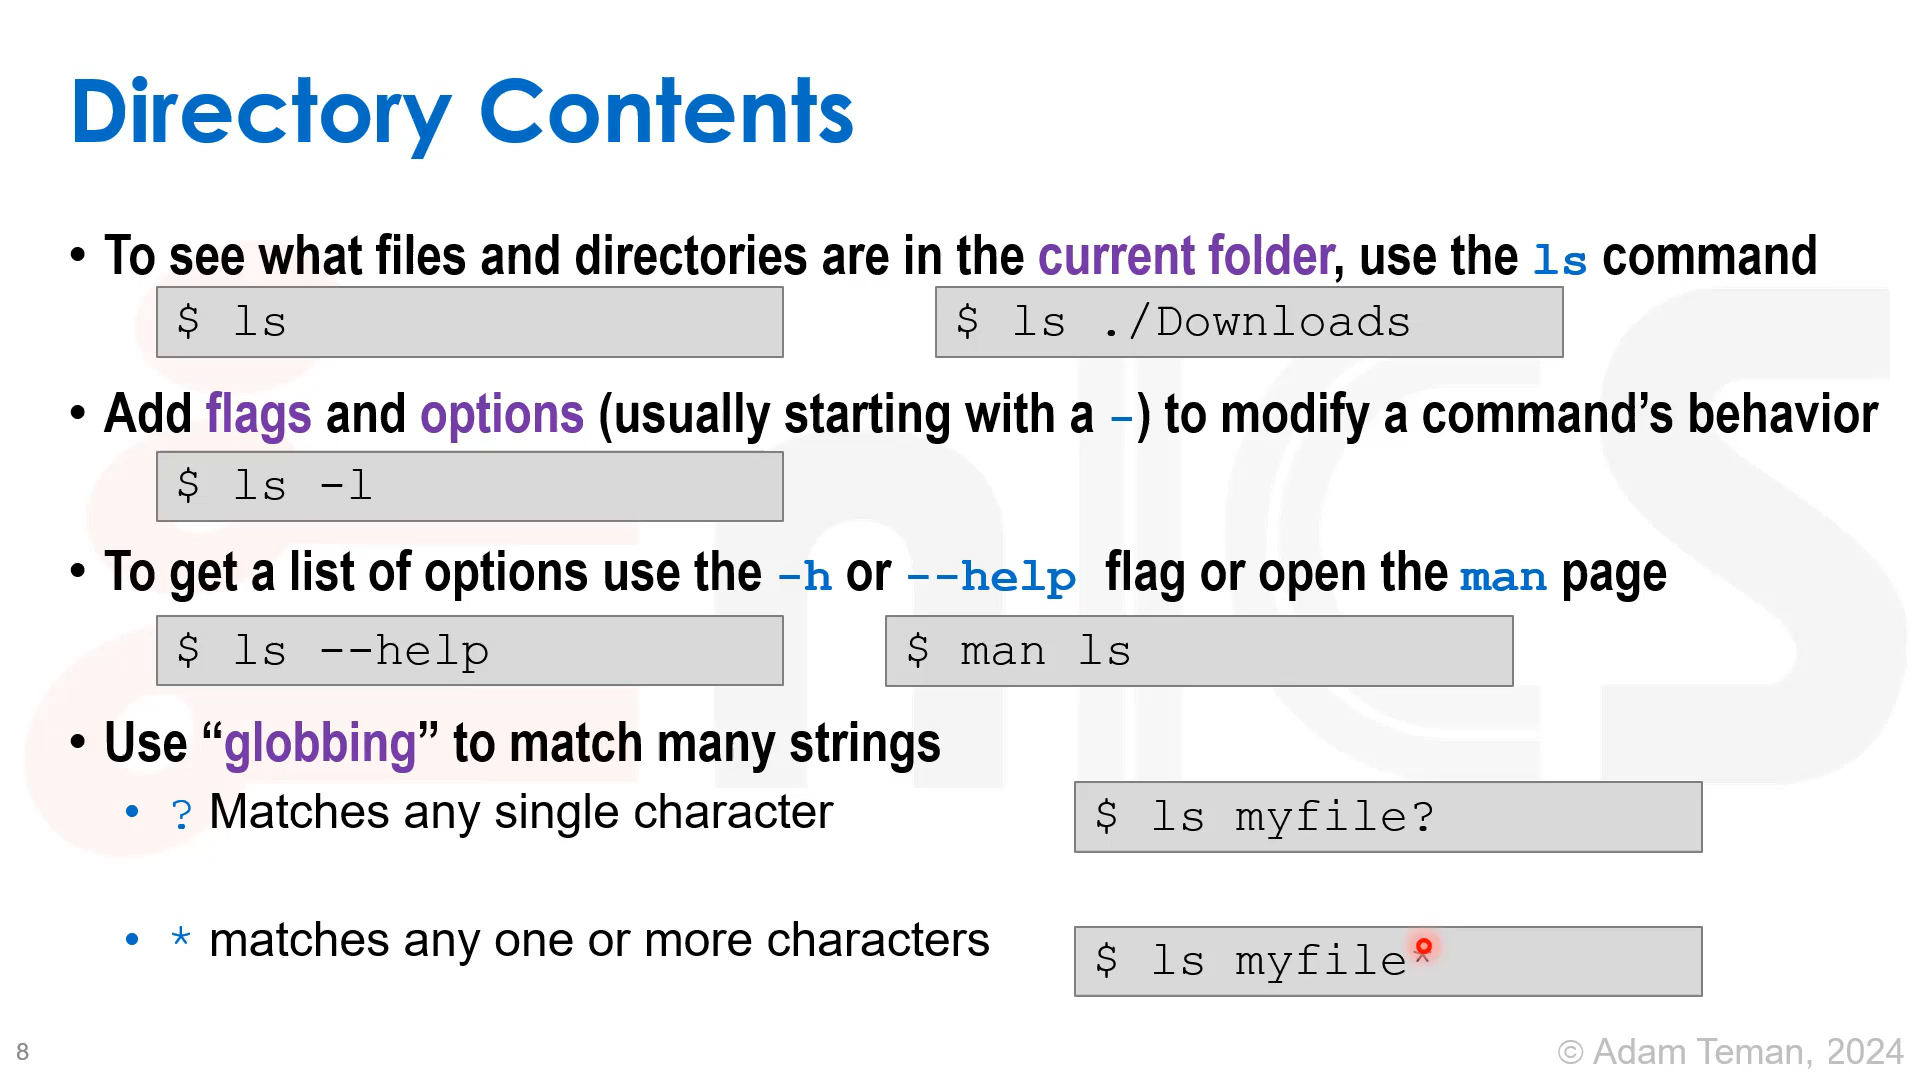 Directory Contents
• To see what files and directories are in the current folder, use the ls command
$ ls
$ ls ./Downloads
• Add flags and options (usually starting with a -) to modify a command’s behavior
$ ls -l
• To get a list of options use the -h or --help flag or open the man page
$ ls --help
$ man ls
• Use “globbing” to match many strings
• ? Matches any single character
$ ls myfile?
• * matches any one or more characters
$ ls myfile*
8
© Adam Teman, 2024
enICS